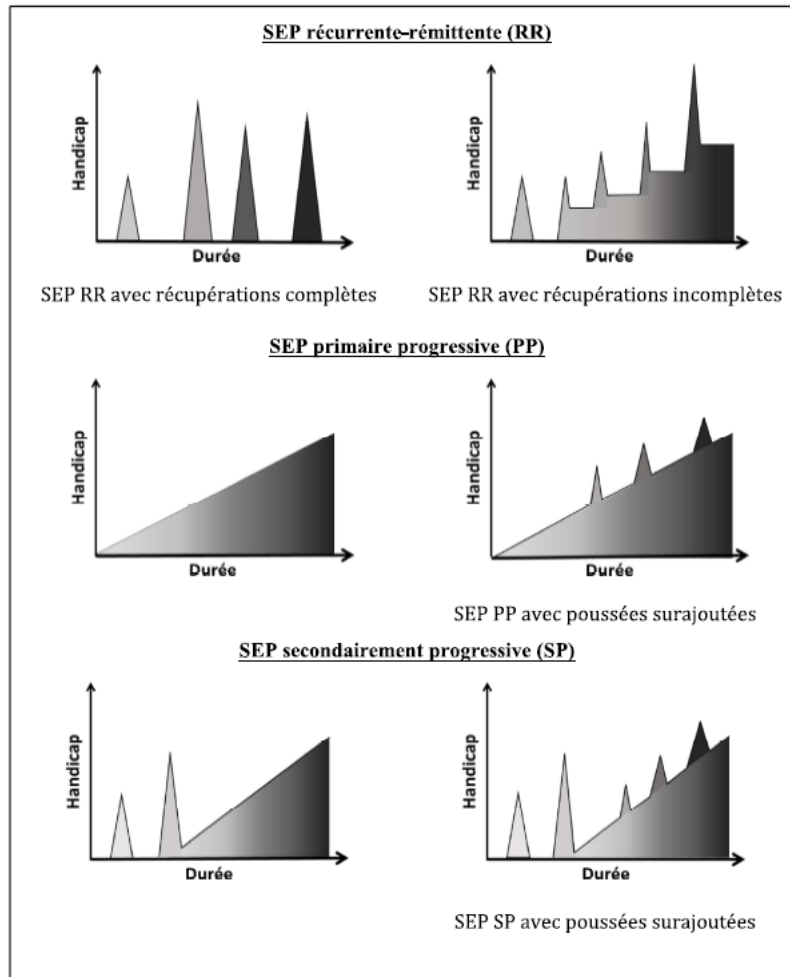 SEP récurrente-rémittente (RR)
Handicap
Durée
Handicap
Durée
SEP RR avec récupérations complètes
SEP RR avec récupérations incomplètes
SEP primaire progressive (PP)
Handicap
Durée
Handicap
Durée
SEP PP avec poussées surajoutées
SEP secondairement progressive (SP)
Handicap
Durée
Handicap
Durée
SEP SP avec poussées surajoutées